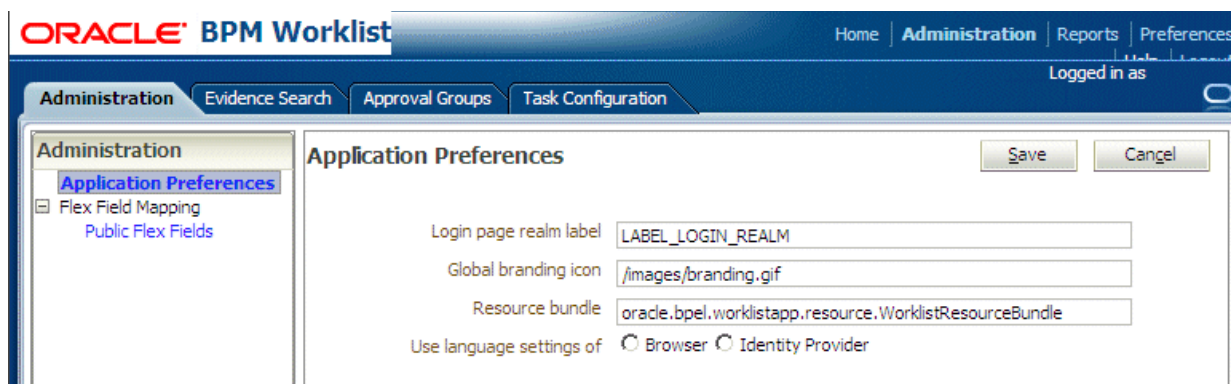 ORACLE BPM Worklist
Home | Administration | Reports | Preferences
Logged in as
Administration Evidence Search Approval Groups Task Configuration
Administration
Application Preferences
Flex Field Mapping
Public Flex Fields
Application Preferences
Save Cancel
Login page realm label LABEL_LOGIN_REALM
Global branding icon /images/branding.gif
Resource bundle oracle.bpel.worklistapp.resource.WorklistResourceBundle
Use language settings of Browser Identity Provider